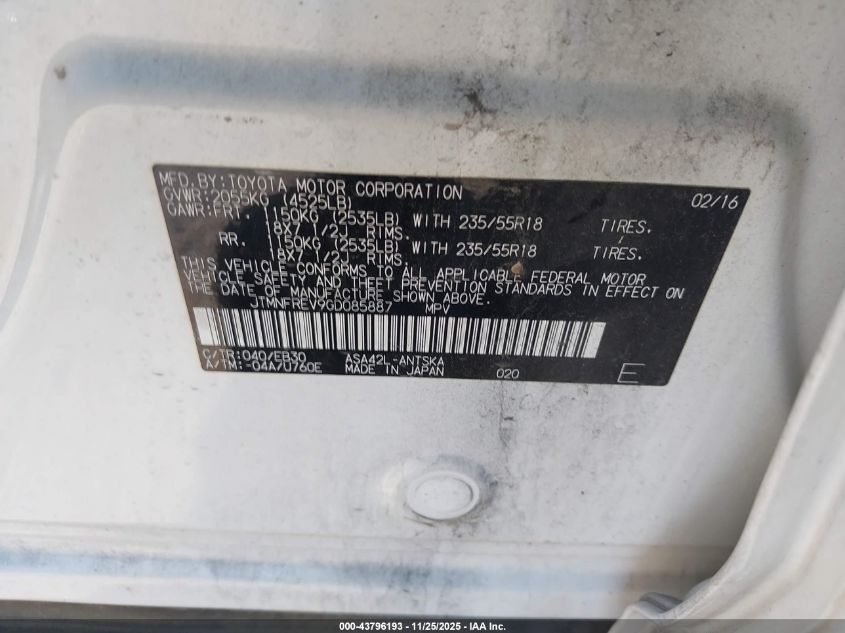 MFD.BY:TOYOTA MOTOR CORPORATION 02/16
GVWR:2055KG (4525LB)
GAWR:FRT. 1150KG (2535LB) WITH 235/55R18 TIRES.
18X7 1/2J RIMS.
RR. 1150KG (2535LB) WITH 235/55R18 TIRES.
18X7 1/2J RIMS.
THIS VEHICLE CONFORMS TO ALL APPLICABLE FEDERAL MOTOR
VEHICLE SAFETY AND THEFT PREVENTION STANDARDS IN EFFECT ON
THE DATE OF MANUFACTURE SHOWN ABOVE.
JTMNFREV9GD085887 MPV
C/TR:040/EB30 ASA42L-ANTSKA
A/TM:-04A/U760E MADE IN JAPAN 020 E
000-43796193 - 11/25/2025 - IAA Inc.